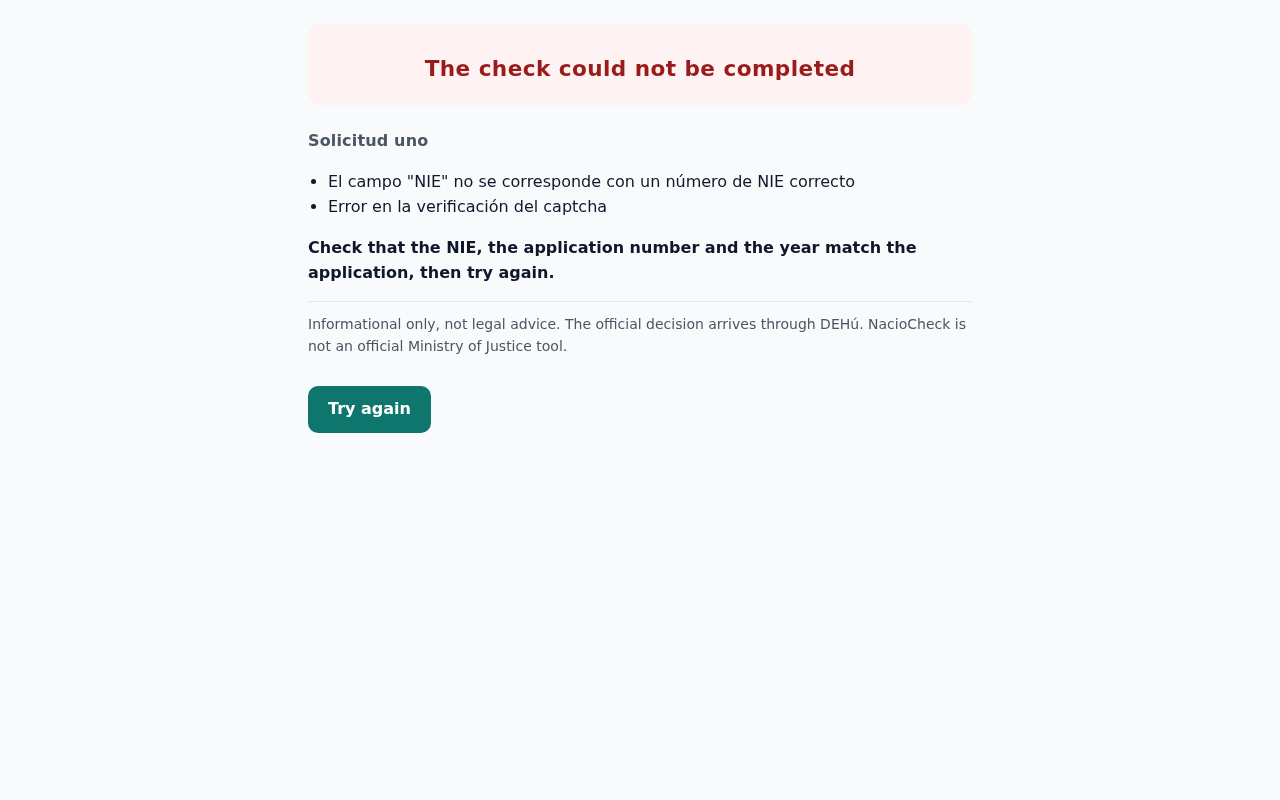 The check could not be completed
Solicitud uno
• El campo "NIE" no se corresponde con un número de NIE correcto
• Error en la verificación del captcha
Check that the NIE, the application number and the year match the
application, then try again.
Informational only, not legal advice. The official decision arrives through DEHú. NacioCheck is
not an official Ministry of Justice tool.
Try again